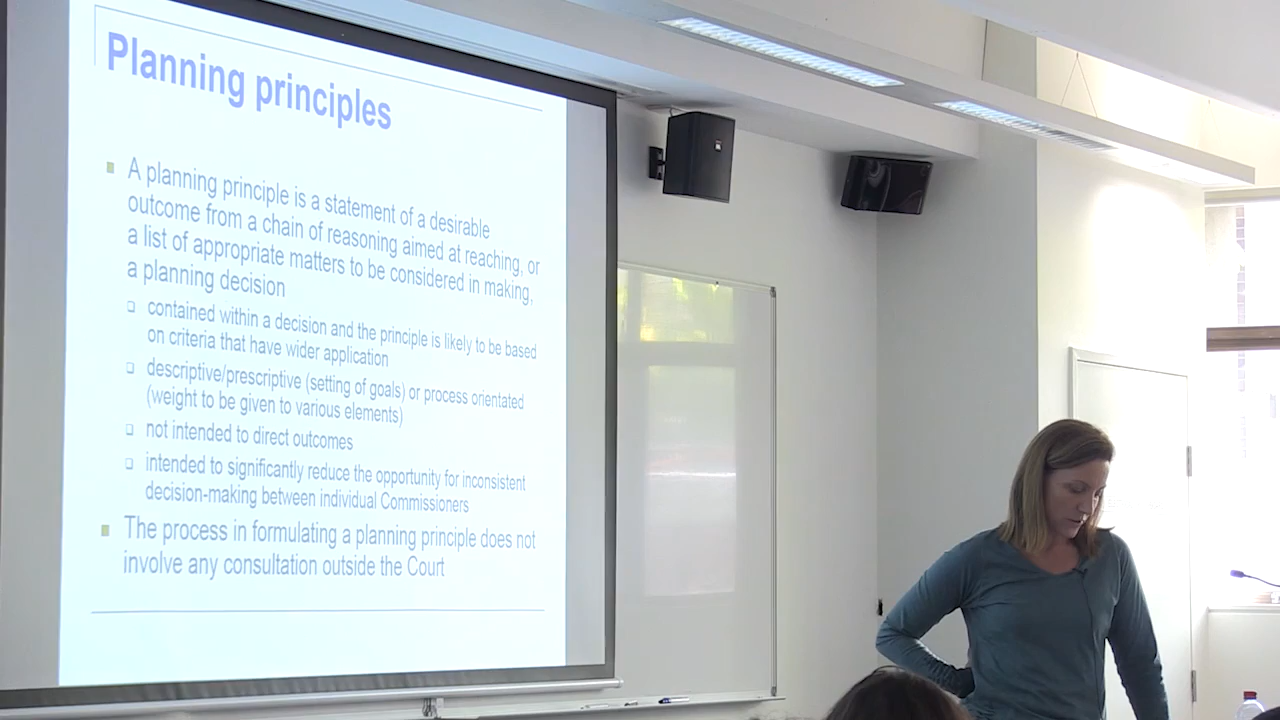 Planning principles
A planning principle is a statement of a desirable
outcome from a chain of reasoning aimed at reaching, or
a list of appropriate matters to be considered in making,
a planning decision
contained within a decision and the principle is likely to be based
on criteria that have wider application
descriptive/prescriptive (setting of goals) or process orientated
(weight to be given to various elements)
not intended to direct outcomes
intended to significantly reduce the opportunity for inconsistent
decision-making between individual Commissioners
The process in formulating a planning principle does not
involve any consultation outside the Court